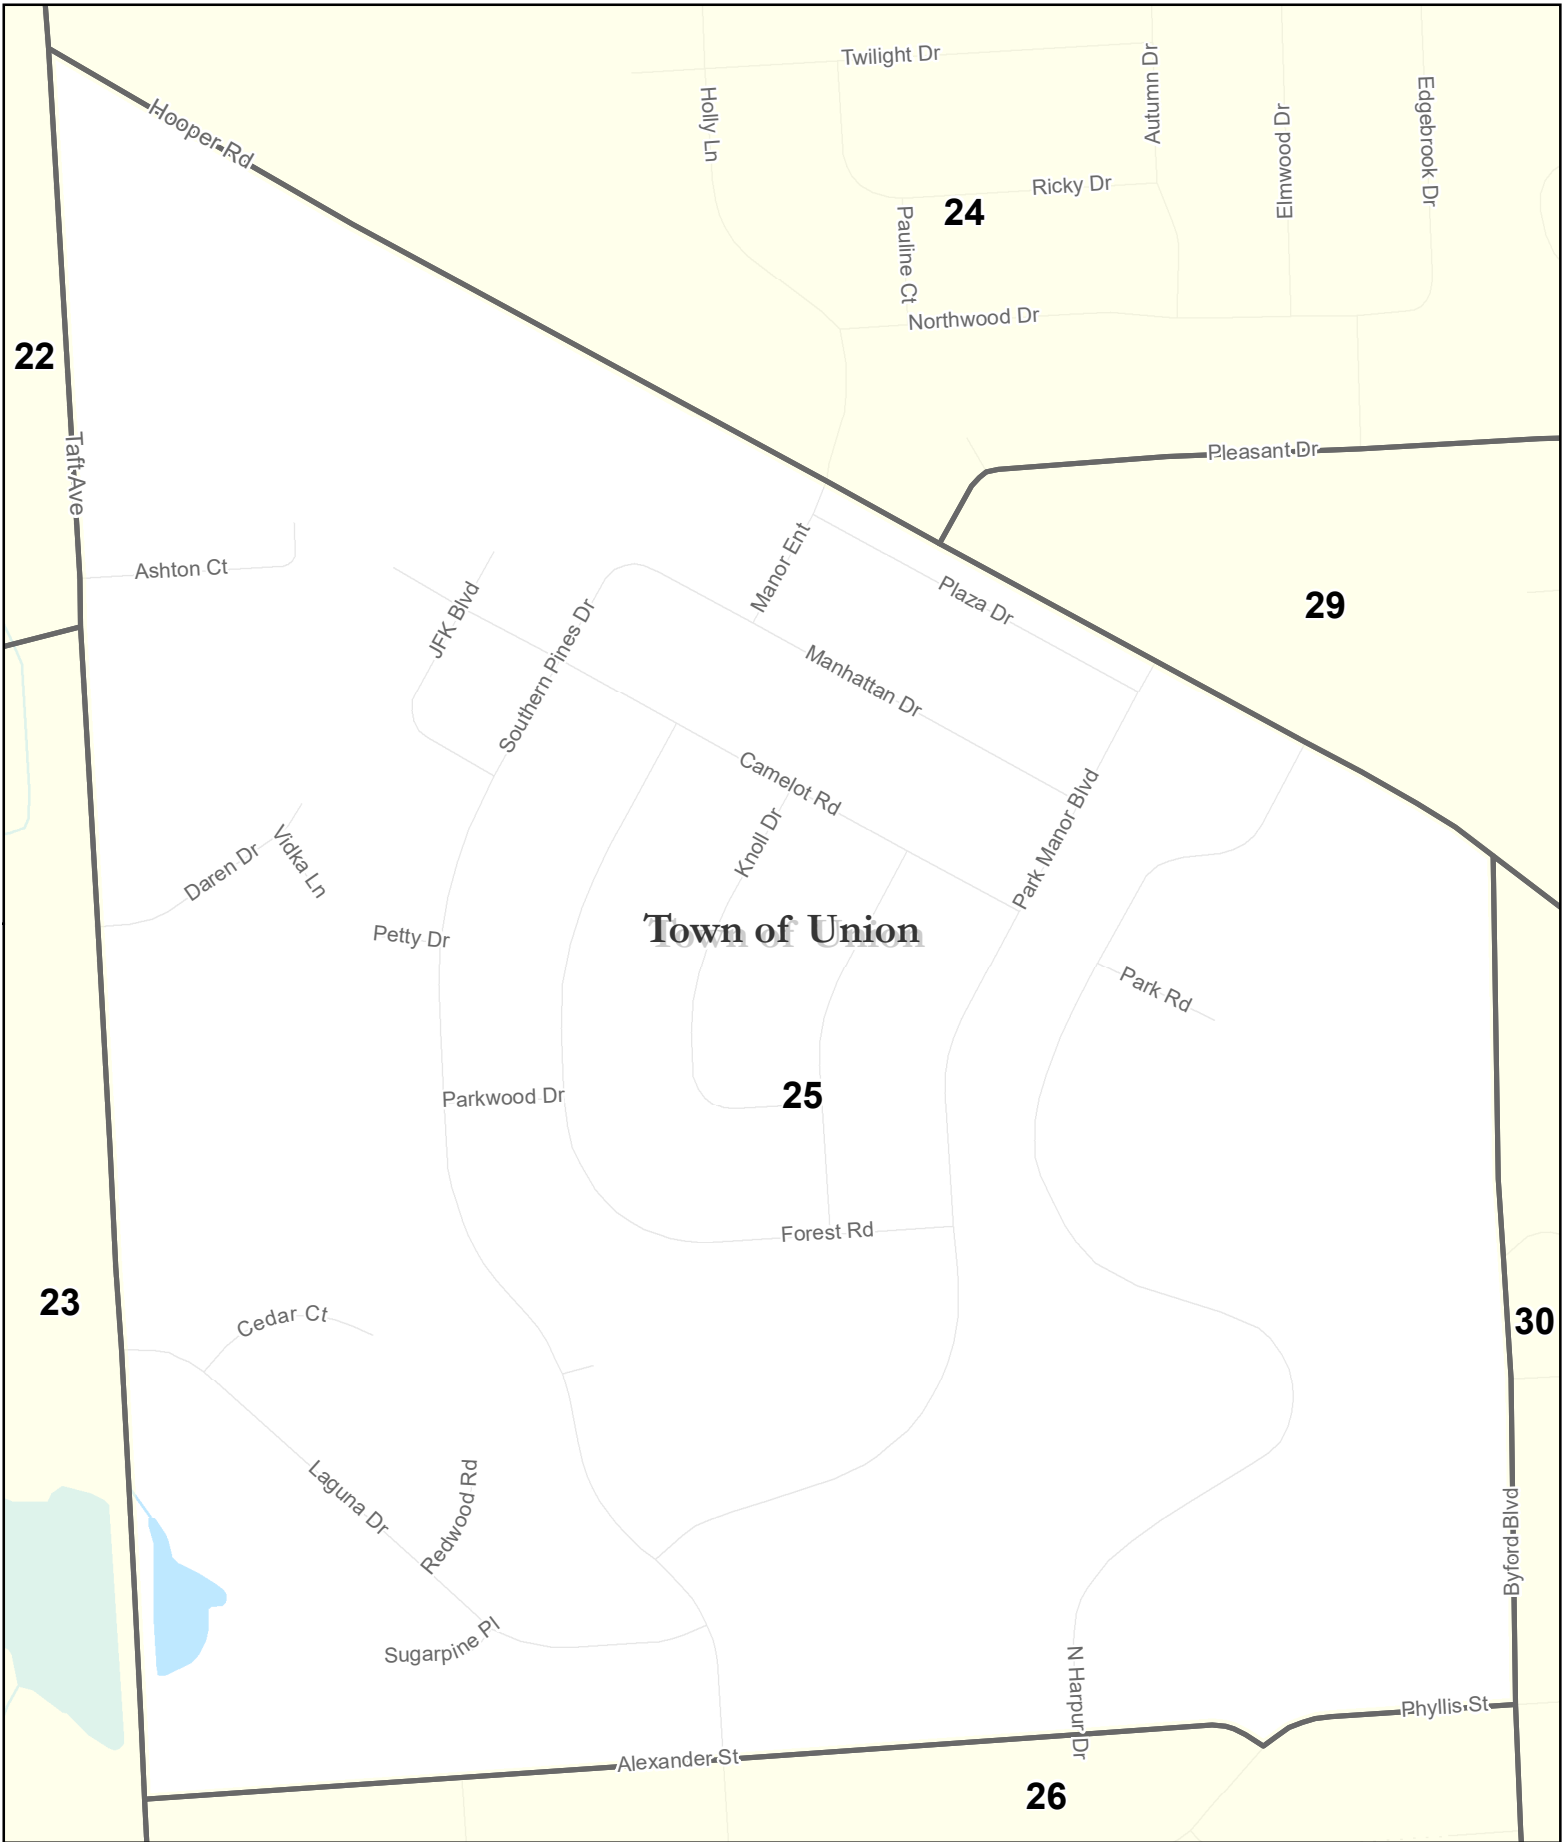 Twilight Dr
Autumn Dr
Edgebrook Dr
Holly Ln
Elmwood Dr
Hooper Rd
Ricky Dr
24
Pauline Ct
Northwood Dr
22
Pleasant Dr
Taft Ave
Ashton Ct
Manor Ent
JFK Blvd
Plaza Dr
29
Southern Pines Dr
Manhattan Dr
Camelot Rd
Park Manor Blvd
Knoll Dr
Daren Dr
Vidka Ln
Petty Dr
Town of Union
Park Rd
Parkwood Dr
25
Forest Rd
23
Cedar Ct
30
Laguna Dr
Redwood Rd
Byford Blvd
Sugarpine Pl
N Harpur Dr
Phyllis St
Alexander St
26